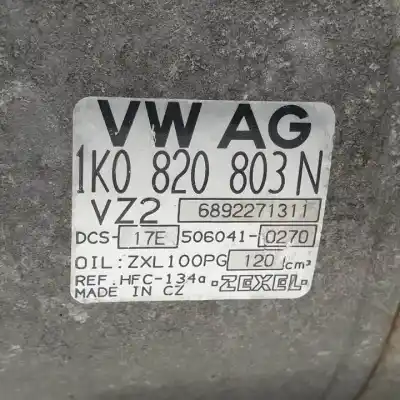 VW AG
1K0 820 803 N
VZ2 6892271311
DCS-17E 506041-0270
OIL:ZXL100PG 120 cm³
REF.HFC-134a ZEXEL
MADE IN CZ